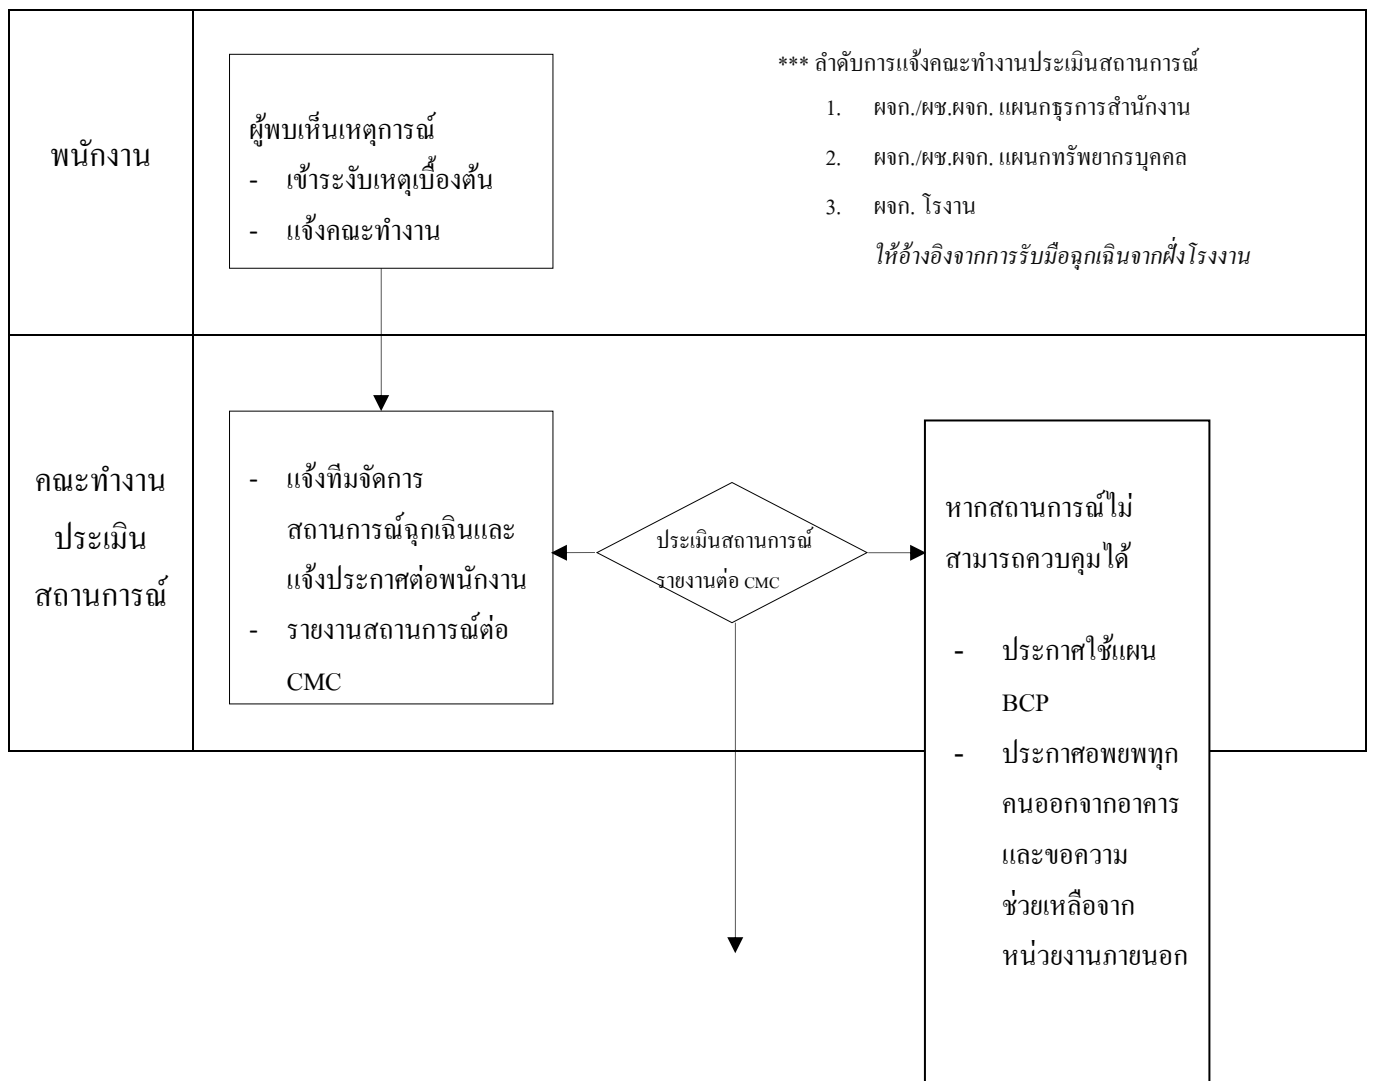 พนักงาน
ผู้พบเห็นเหตุการณ์
- เข้าระงับเหตุเบื้องต้น
- แจ้งคณะทำงาน
*** ลำดับการแจ้งคณะทำงานประเมินสถานการณ์
1. ผจก./ผช.ผจก. แผนกธุรการสำนักงาน
2. ผจก./ผช.ผจก. แผนกทรัพยากรบุคคล
3. ผจก. โรงาน
ให้อ้างอิงจากการรับมือฉุกเฉินจากฝั่งโรงงาน
คณะทำงาน
ประเมิน
สถานการณ์
- แจ้งทีมจัดการ
สถานการณ์ฉุกเฉินและ
แจ้งประกาศต่อพนักงาน
- รายงานสถานการณ์ต่อ
CMC
ประเมินสถานการณ์
รายงานต่อ CMC
หากสถานการณ์ไม่
สามารถควบคุมได้
- ประกาศใช้แผน
BCP
- ประกาศอพยพทุก
คนออกจากอาคาร
และขอความ
ช่วยเหลือจาก
หน่วยงานภายนอก